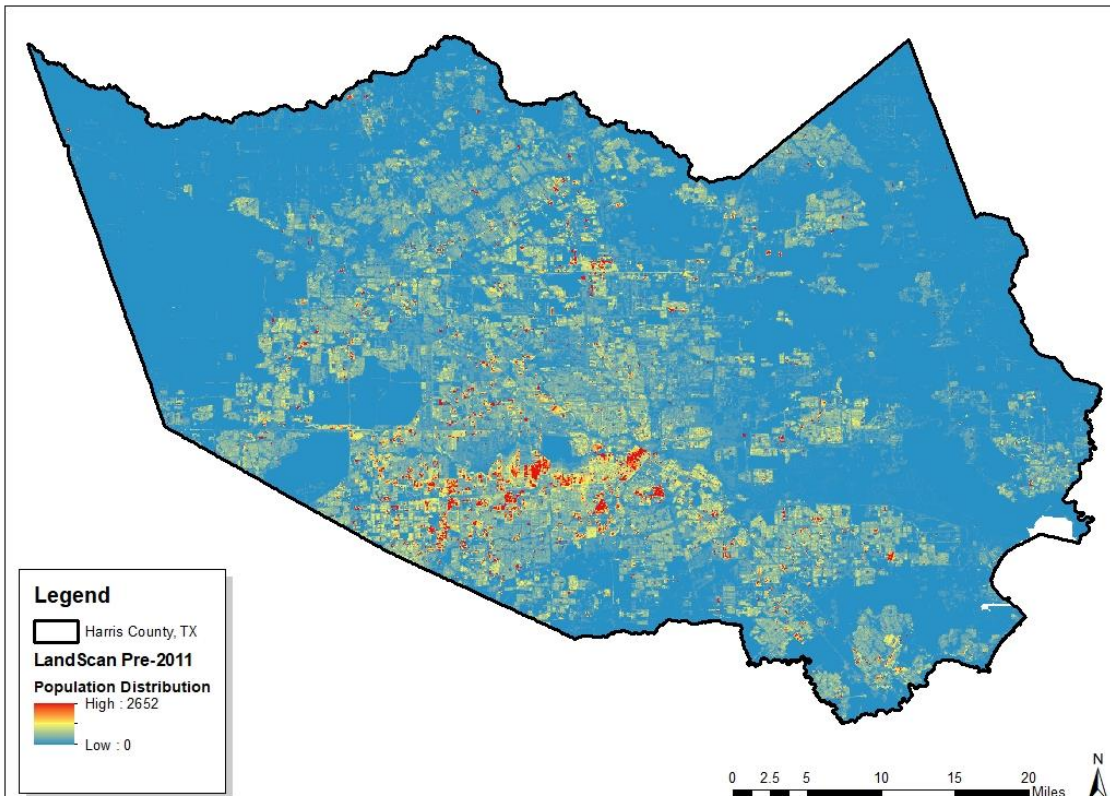 Legend
Harris County, TX
LandScan Pre-2011
Population Distribution
High : 2652
Low : 0
N
0 2.5 5 10 15 20
Miles